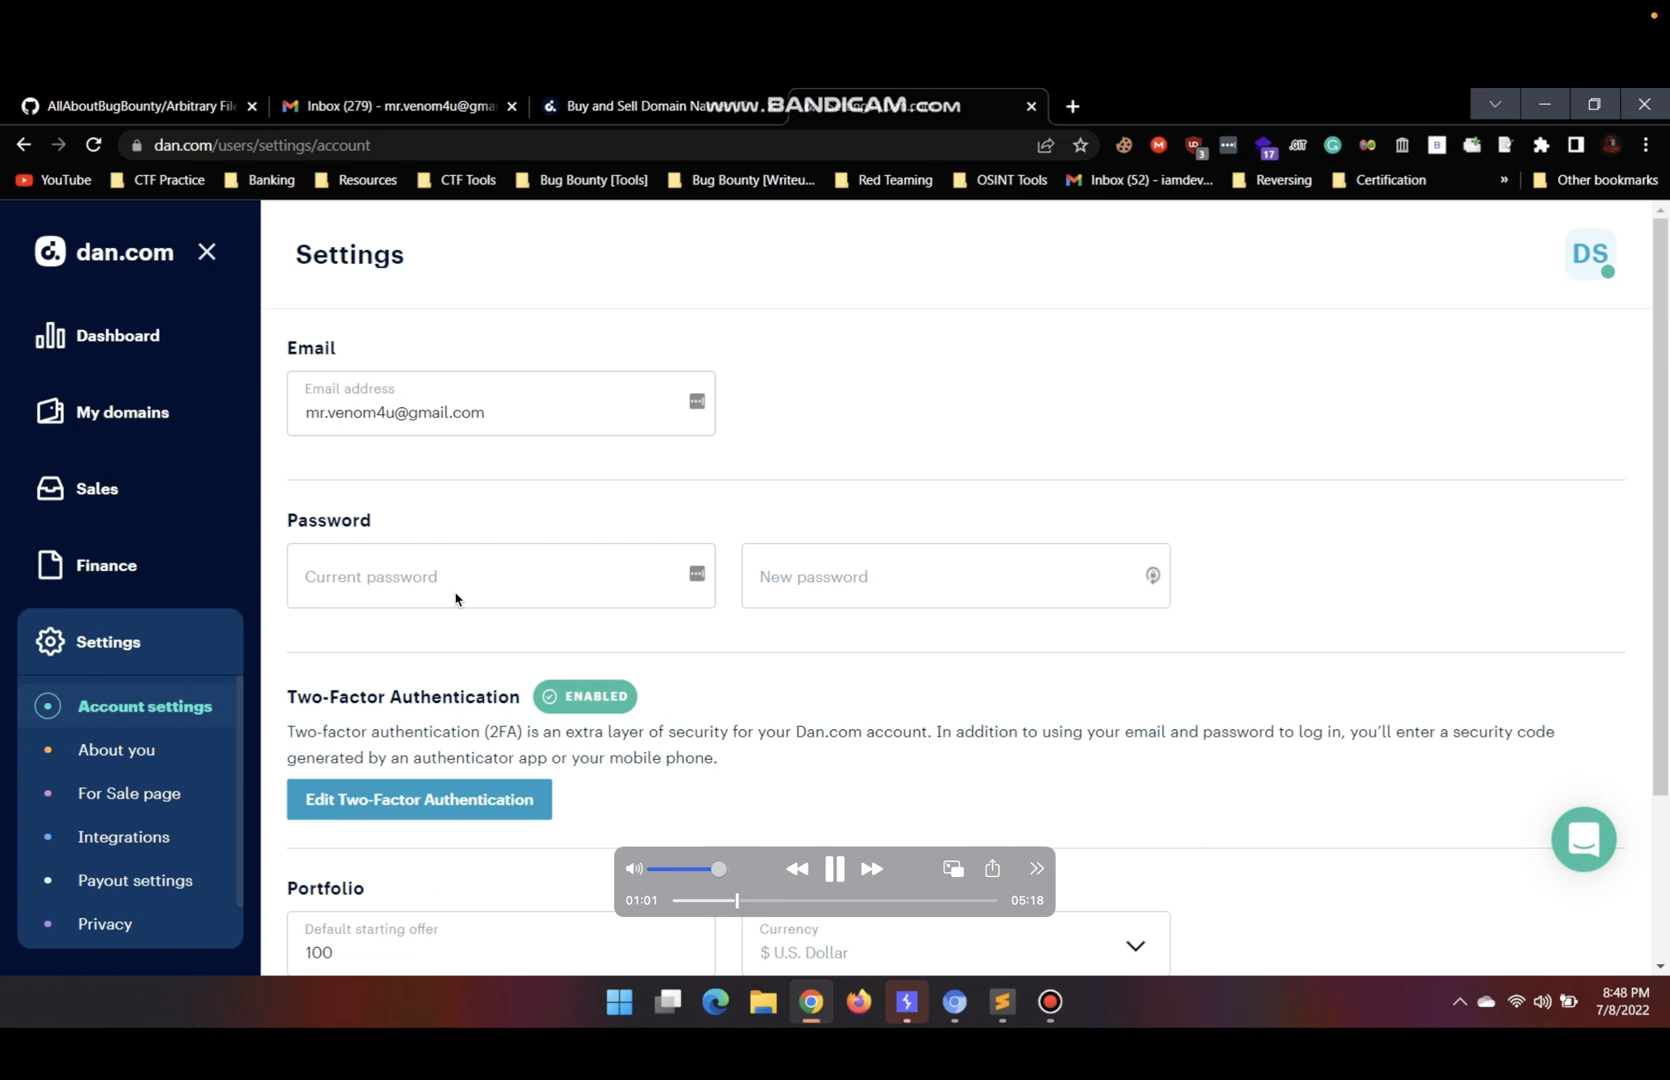 AllAboutBugBounty/Arbitrary Fil
Inbox (279) - mr.venom4u@gma
Buy and Sell Domain Na
www.BANDICAM.com
dan.com/users/settings/account
3
17
.GIT
B
YouTube
CTF Practice
Banking
Resources
CTF Tools
Bug Bounty [Tools]
Bug Bounty [Writeu...
Red Teaming
OSINT Tools
Inbox (52) - iamdev...
Reversing
Certification
»
Other bookmarks
dan.com
Settings
DS
Dashboard
My domains
Sales
Finance
Settings
Account settings
About you
For Sale page
Integrations
Payout settings
Privacy
Email
Email address
mr.venom4u@gmail.com
Password
Current password
New password
Two-Factor Authentication
ENABLED
Two-factor authentication (2FA) is an extra layer of security for your Dan.com account. In addition to using your email and password to log in, you'll enter a security code
generated by an authenticator app or your mobile phone.
Edit Two-Factor Authentication
01:01
05:18
Portfolio
Default starting offer
100
Currency
$ U.S. Dollar
8:48 PM
7/8/2022